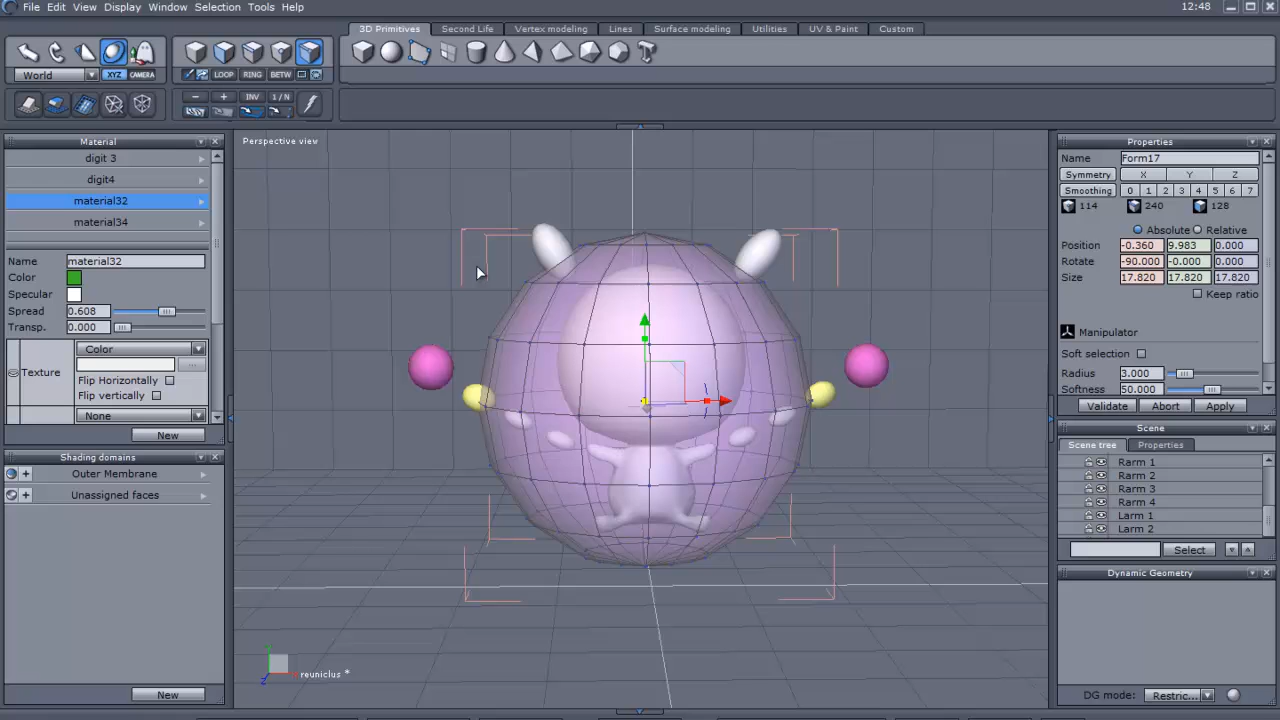 File Edit View Display Window Selection Tools Help
12:48
3D Primitives Second Life Vertex modeling Lines Surface modeling Utilities UV & Paint Custom
World XYZ CAMERA
LOOP RING BETW
- + INV 1 / N
Material
digit 3
digit4
material32
material34
Name material32
Color
Specular
Spread 0.608
Transp. 0.000
Color
Texture
Flip Horizontally
Flip vertically
None
New
Shading domains
Outer Membrane
Unassigned faces
New
Perspective view
reuniclus *
Properties
Name Form17
Symmetry X Y Z
Smoothing 0 1 2 3 4 5 6 7
114 240 128
Absolute Relative
Position -0.360 9.983 0.000
Rotate -90.000 -0.000 0.000
Size 17.820 17.820 17.820
Keep ratio
Manipulator
Soft selection
Radius 3.000
Softness 50.000
Validate Abort Apply
Scene
Scene tree Properties
Rarm 1
Rarm 2
Rarm 3
Rarm 4
Larm 1
Larm 2
Select
Dynamic Geometry
DG mode: Restric...